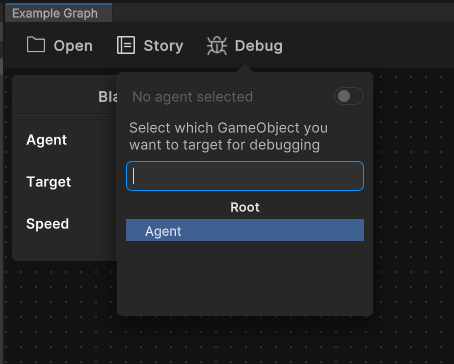 Example Graph
Open Story Debug
Bla
No agent selected
Select which GameObject you
want to target for debugging
Root
Agent
Agent
Target
Speed